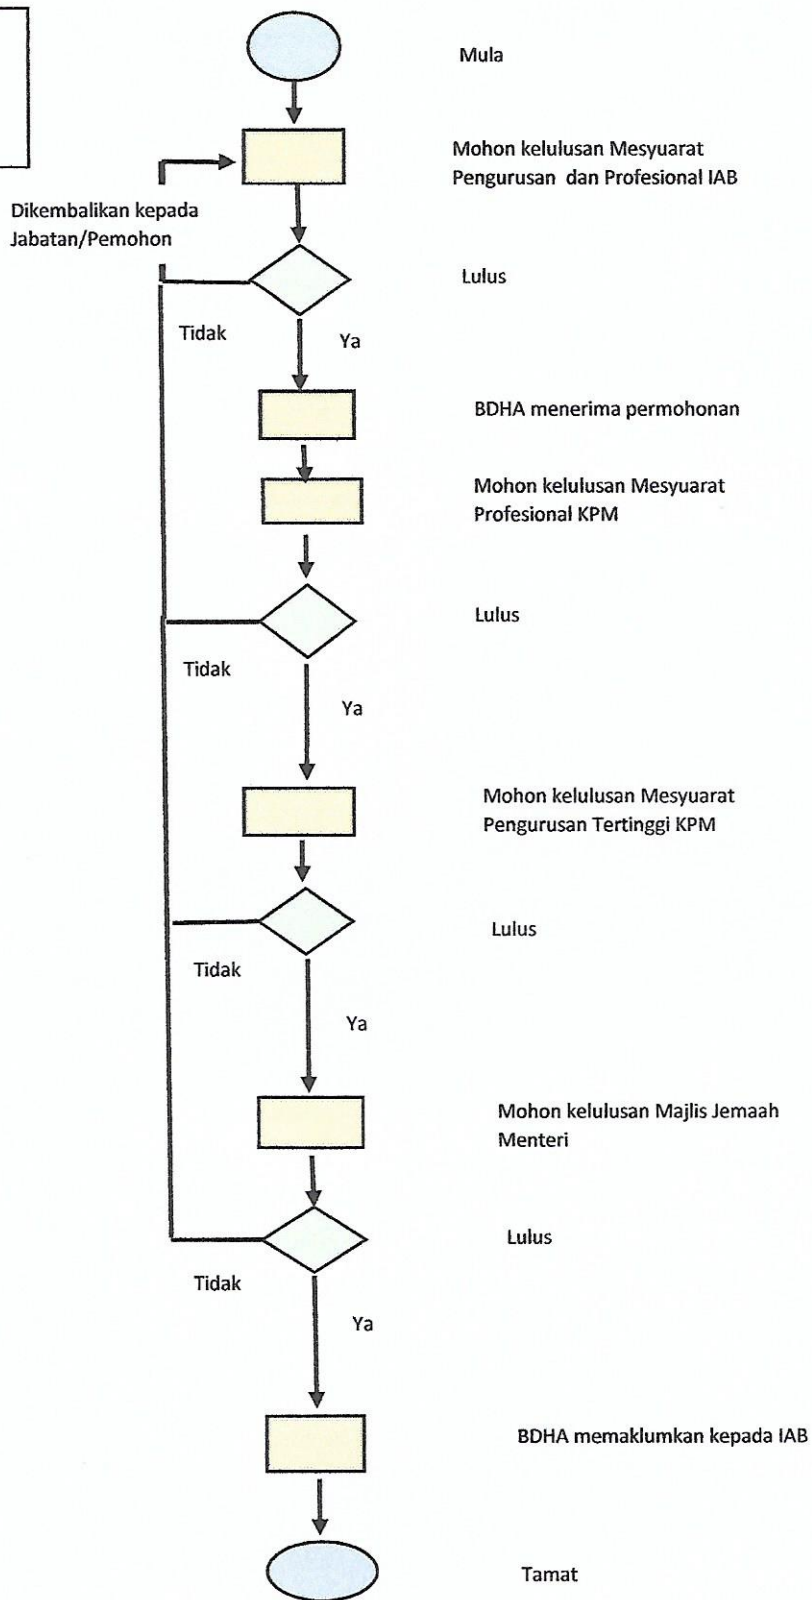 Mula
Mohon kelulusan Mesyuarat
Pengurusan dan Profesional IAB
Dikembalikan kepada
Jabatan/Pemohon
Lulus
Tidak
Ya
BDHA menerima permohonan
Mohon kelulusan Mesyuarat
Profesional KPM
Lulus
Tidak
Ya
Mohon kelulusan Mesyuarat
Pengurusan Tertinggi KPM
Lulus
Tidak
Ya
Mohon kelulusan Majlis Jemaah
Menteri
Lulus
Tidak
Ya
BDHA memaklumkan kepada IAB
Tamat